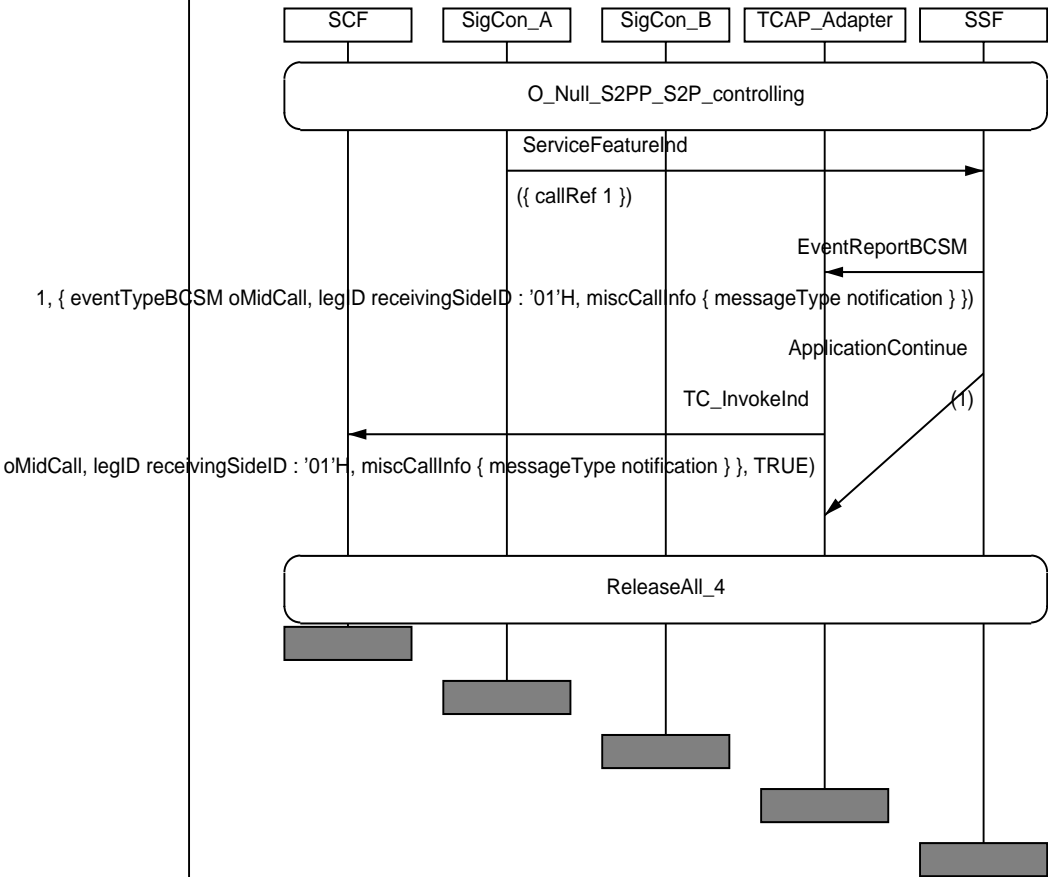 SCF SigCon_A SigCon_B TCAP_Adapter SSF
O_Null_S2PP_S2P_controlling
ServiceFeatureInd
({ callRef 1 })
EventReportBCSM
1, { eventTypeBCSM oMidCall, legID receivingSideID : '01'H, miscCallInfo { messageType notification } })
ApplicationContinue
(1)
TC_InvokeInd
oMidCall, legID receivingSideID : '01'H, miscCallInfo { messageType notification } }, TRUE)
ReleaseAll_4